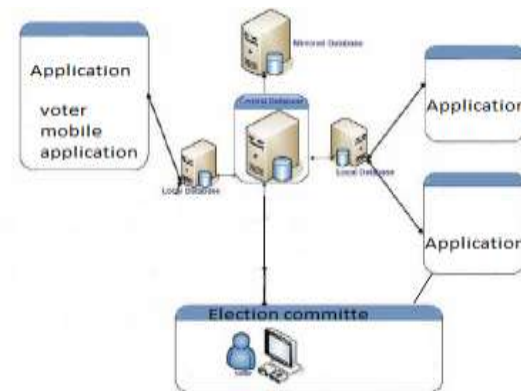 Mirrored Database
Application
voter
mobile
application
Central Database
Application
Local Database
Local Database
Application
Election committe